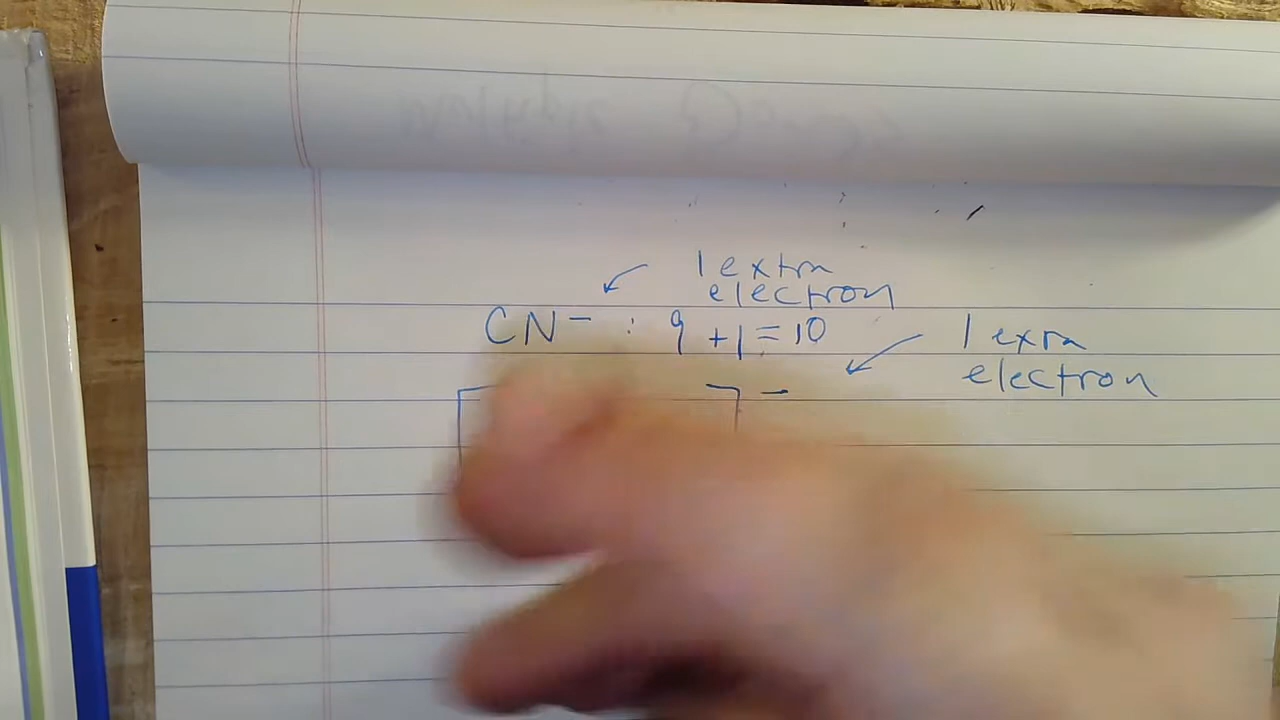 1 extra
electron
CN⁻ : 9 + 1 = 10
1 extra
electron
−